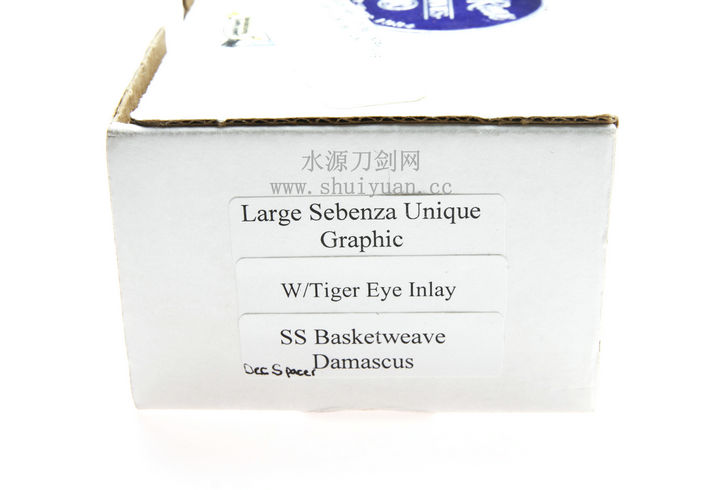 水源刀剑网
www.shuiyuan.cc
Large Sebenza Unique
Graphic
W/Tiger Eye Inlay
SS Basketweave
Damascus
Dec Spacer